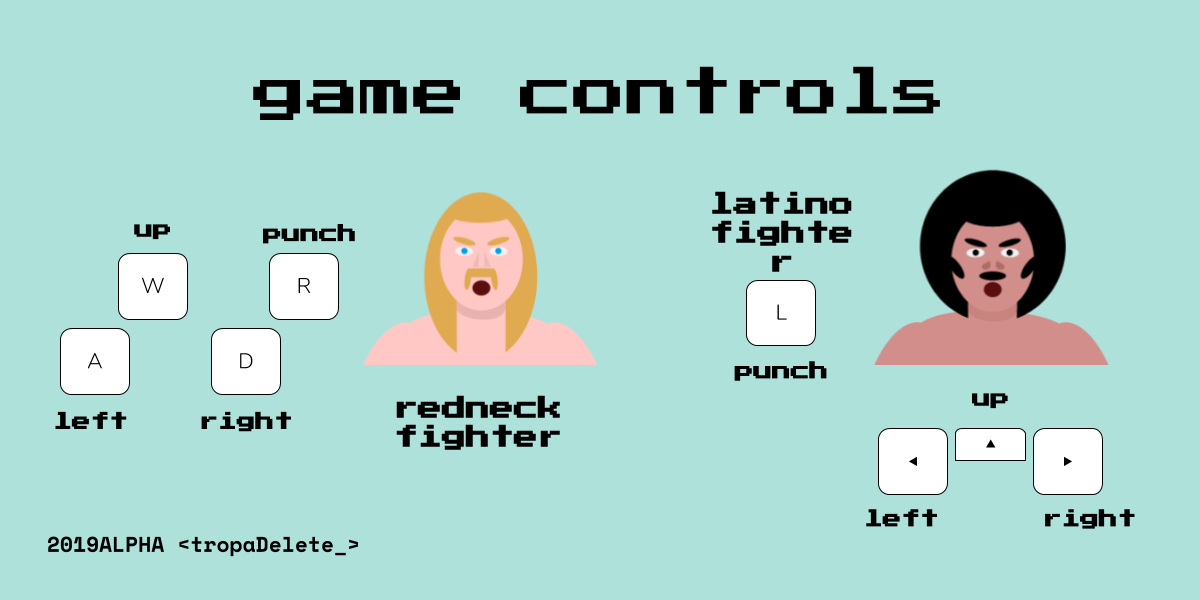 game controls
up
punch
W
R
A
D
left
right
redneck
fighter
latino
fighte
r
L
punch
up
◄
▲
►
left
right
2019ALPHA <tropaDelete_>